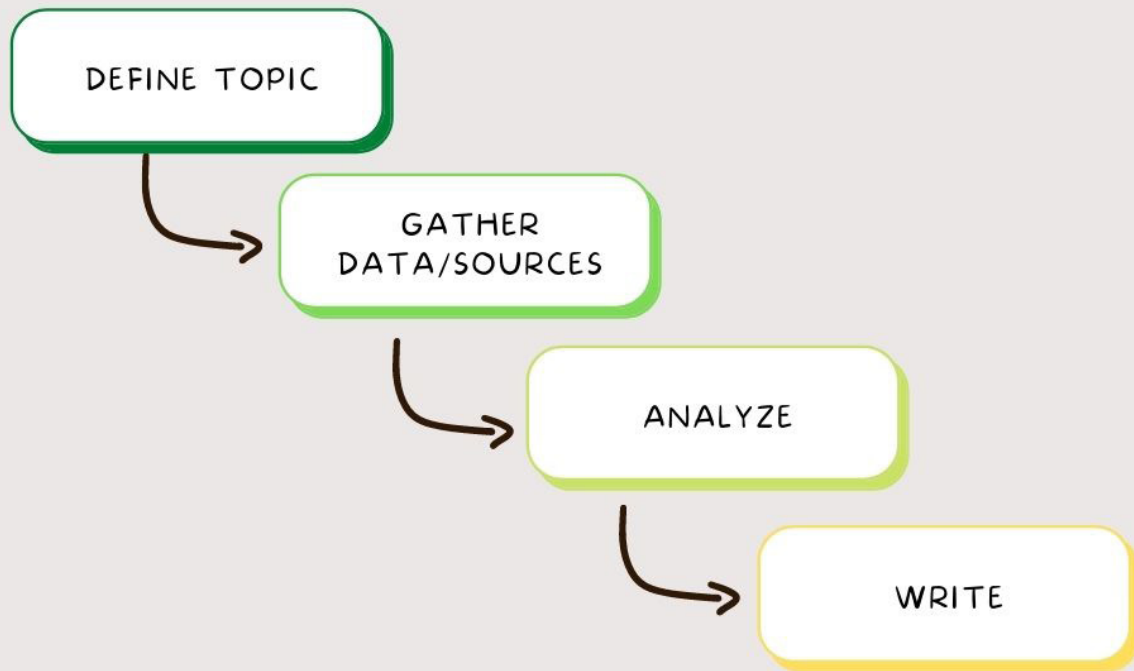 DEFINE TOPIC
GATHER
DATA/SOURCES
ANALYZE
WRITE